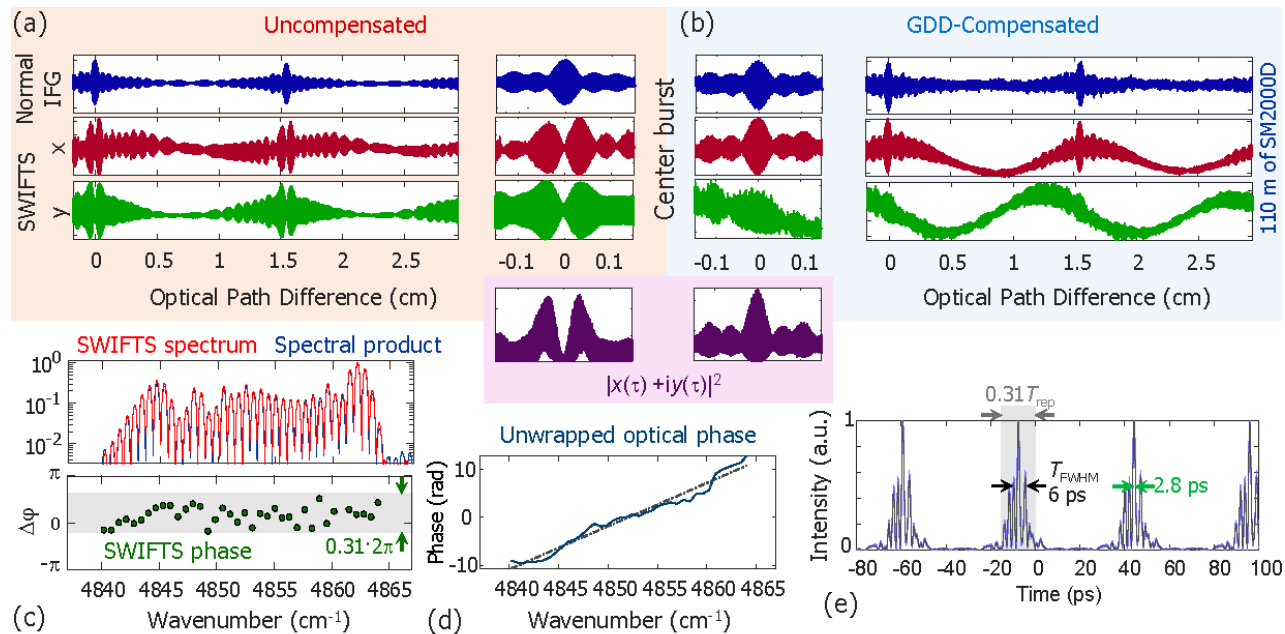 (a) Uncompensated (b) GDD-Compensated
Normal
IFG
SWIFTS
x
y
Center burst
110 m of SM2000D
0 0.5 1 1.5 2 2.5
-0.1 0 0.1
-0.1 0 0.1
0 0.5 1 1.5 2 2.5
Optical Path Difference (cm)
Optical Path Difference (cm)
|x(τ) +iy(τ)|²
SWIFTS spectrum Spectral product
10⁰
10⁻¹
10⁻²
π
0
-π
Δφ
SWIFTS phase
0.31·2π
4840 4845 4850 4855 4860 4865
Wavenumber (cm⁻¹)
(c)
Unwrapped optical phase
10
0
-10
Phase (rad)
4840 4845 4850 4855 4860 4865
Wavenumber (cm⁻¹)
(d)
0.31Trep
1
0
Intensity (a.u.)
TFWHM
6 ps
2.8 ps
-80 -60 -40 -20 0 20 40 60 80 100
Time (ps)
(e)